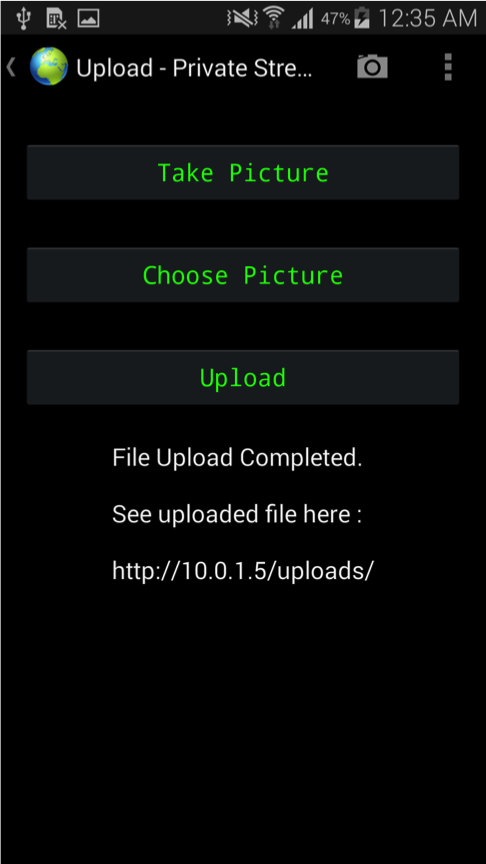 47% 12:35 AM
Upload - Private Stre...
Take Picture
Choose Picture
Upload
File Upload Completed.
See uploaded file here :
http://10.0.1.5/uploads/